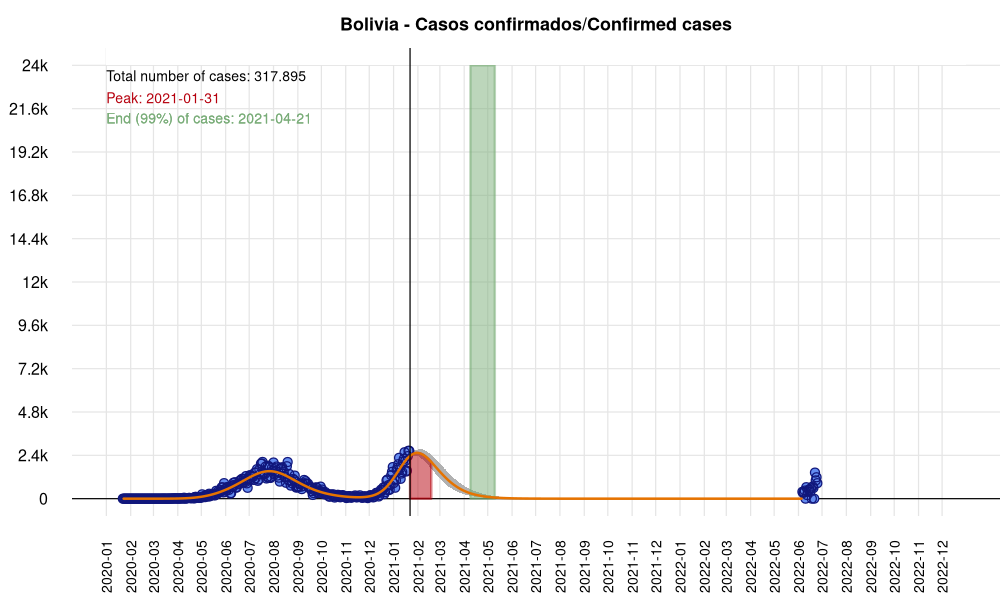 Bolivia - Casos confirmados/Confirmed cases
Total number of cases: 317.895
Peak: 2021-01-31
End (99%) of cases: 2021-04-21
24k
21.6k
19.2k
16.8k
14.4k
12k
9.6k
7.2k
4.8k
2.4k
0
2020-01
2020-02
2020-03
2020-04
2020-05
2020-06
2020-07
2020-08
2020-09
2020-10
2020-11
2020-12
2021-01
2021-02
2021-03
2021-04
2021-05
2021-06
2021-07
2021-08
2021-09
2021-10
2021-11
2021-12
2022-01
2022-02
2022-03
2022-04
2022-05
2022-06
2022-07
2022-08
2022-09
2022-10
2022-11
2022-12